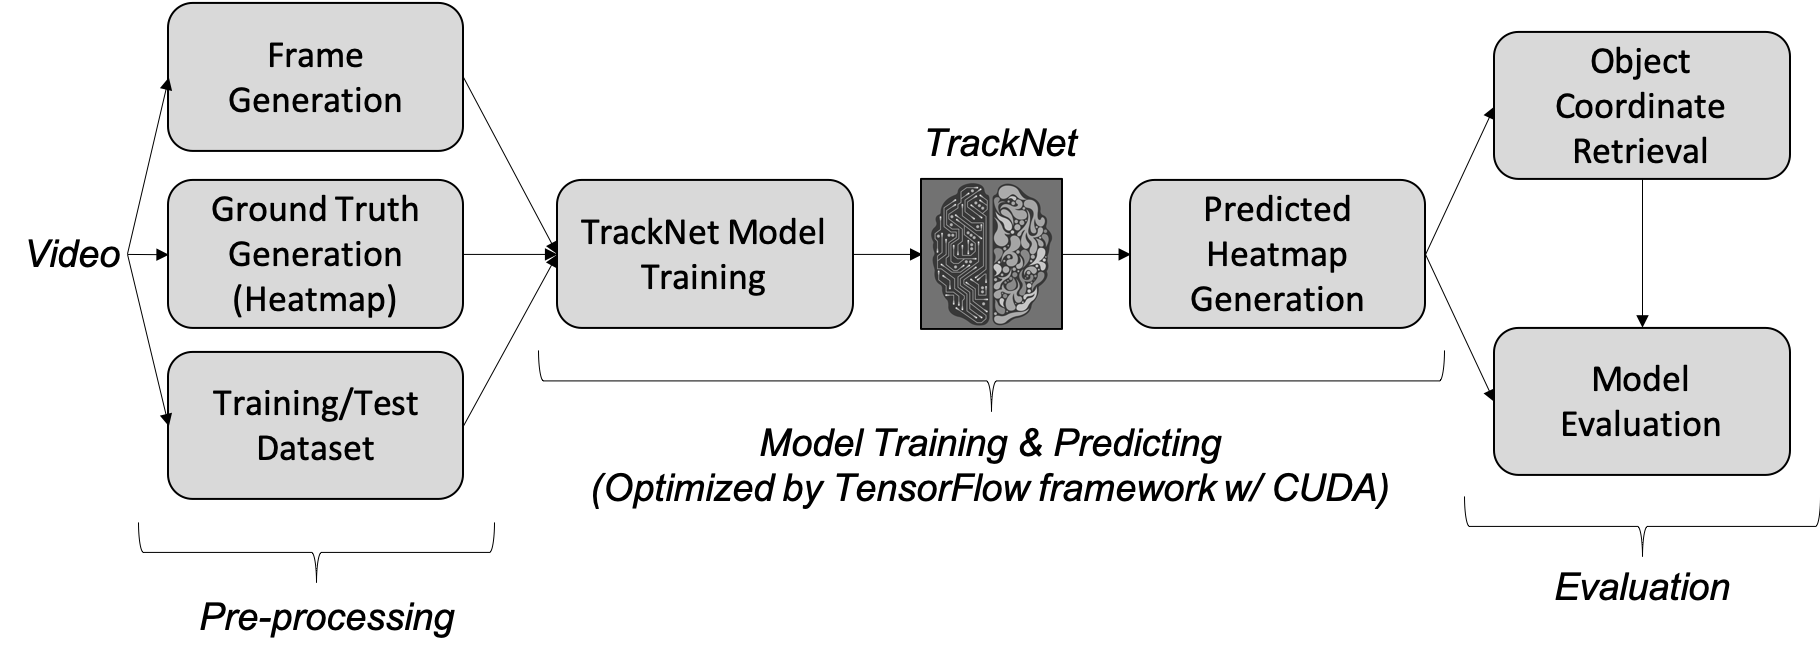 Video
Frame
Generation
Ground Truth
Generation
(Heatmap)
Training/Test
Dataset
Pre-processing
TrackNet Model
Training
TrackNet
Predicted
Heatmap
Generation
Model Training & Predicting
(Optimized by TensorFlow framework w/ CUDA)
Object
Coordinate
Retrieval
Model
Evaluation
Evaluation